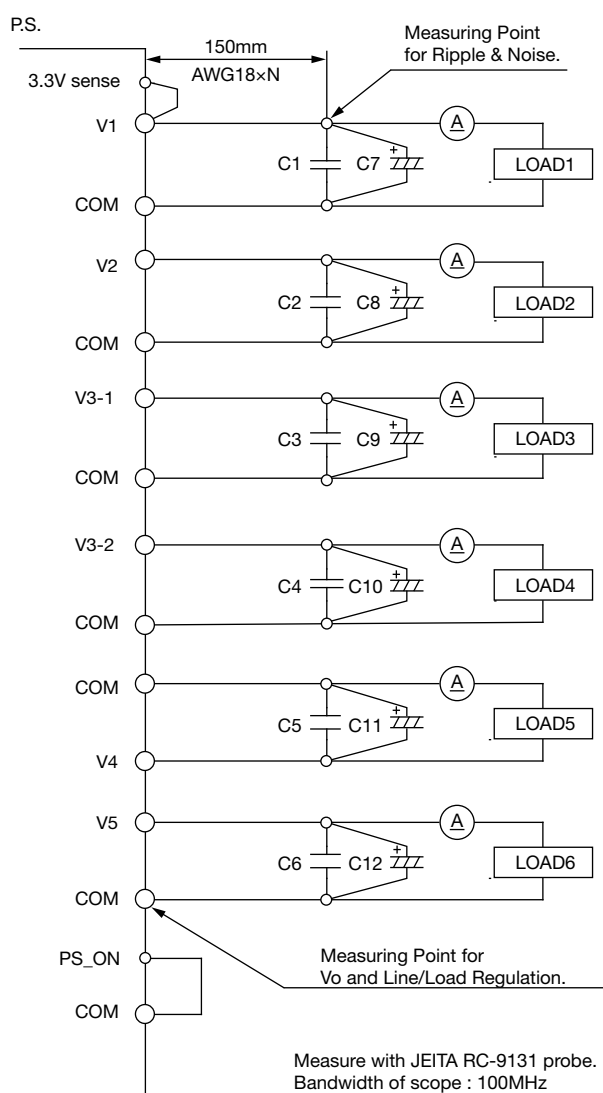 P.S.
Measuring Point
for Ripple & Noise.
150mm
AWG18×N
3.3V sense
V1
A
C1
+
C7
LOAD1
COM
V2
A
C2
+
C8
LOAD2
COM
V3-1
A
C3
+
C9
LOAD3
COM
V3-2
A
C4
+
C10
LOAD4
COM
COM
A
C5
+
C11
LOAD5
V4
V5
A
C6
+
C12
LOAD6
COM
PS_ON
Measuring Point for
Vo and Line/Load Regulation.
COM
Measure with JEITA RC-9131 probe.
Bandwidth of scope : 100MHz